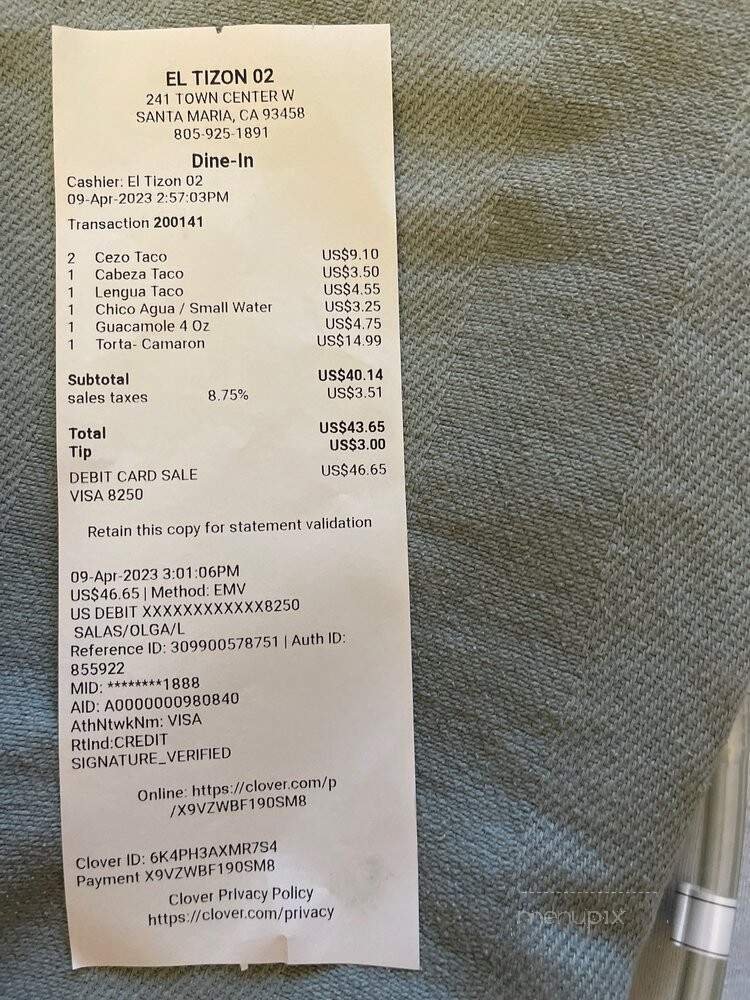 EL TIZON 02
241 TOWN CENTER W
SANTA MARIA, CA 93458
805-925-1891
Dine-In
Cashier: El Tizon 02
09-Apr-2023 2:57:03PM
Transaction 200141
2 Cezo Taco US$9.10
1 Cabeza Taco US$3.50
1 Lengua Taco US$4.55
1 Chico Agua / Small Water US$3.25
1 Guacamole 4 Oz US$4.75
1 Torta- Camaron US$14.99
Subtotal US$40.14
sales taxes 8.75% US$3.51
Total US$43.65
Tip US$3.00
DEBIT CARD SALE US$46.65
VISA 8250
Retain this copy for statement validation
09-Apr-2023 3:01:06PM
US$46.65 | Method: EMV
US DEBIT XXXXXXXXXXXX8250
SALAS/OLGA/L
Reference ID: 309900578751 | Auth ID:
855922
MID: ********1888
AID: A0000000980840
AthNtwkNm: VISA
RtInd:CREDIT
SIGNATURE_VERIFIED
Online: https://clover.com/p
/X9VZWBF190SM8
Clover ID: 6K4PH3AXMR7S4
Payment X9VZWBF190SM8
Clover Privacy Policy
https://clover.com/privacy
menupix